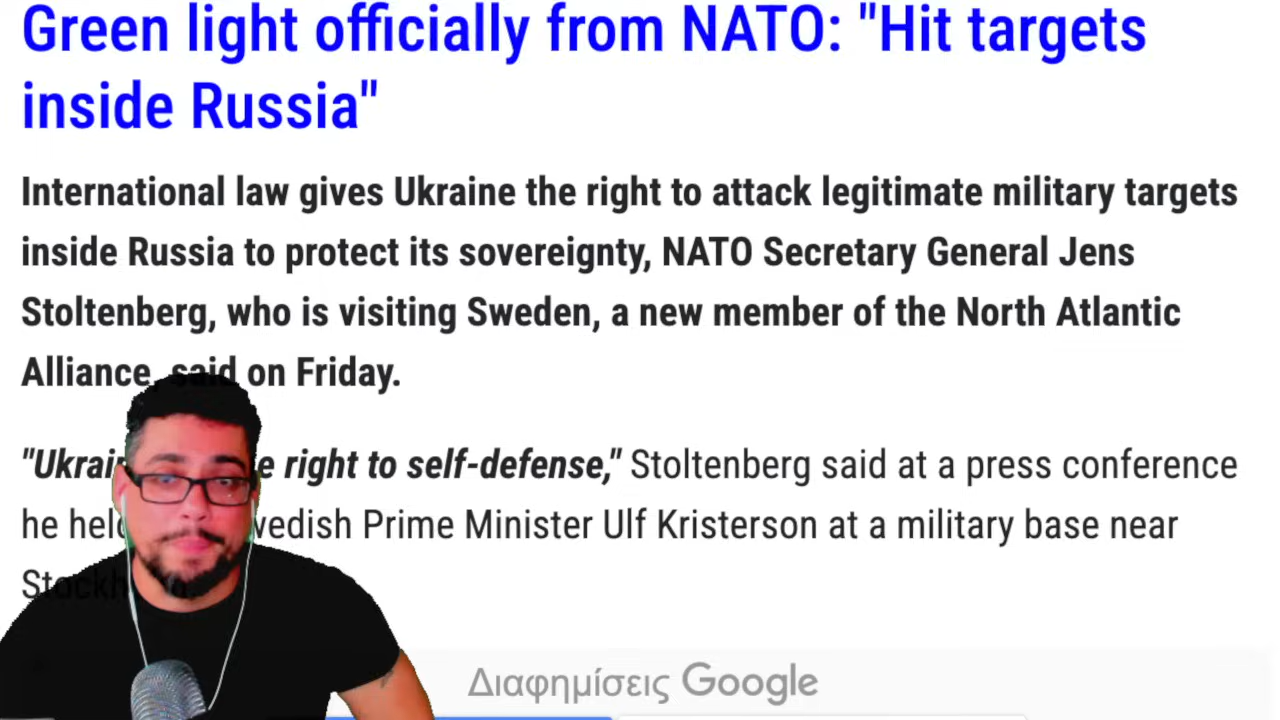 Green light officially from NATO: "Hit targets
inside Russia"
International law gives Ukraine the right to attack legitimate military targets
inside Russia to protect its sovereignty, NATO Secretary General Jens
Stoltenberg, who is visiting Sweden, a new member of the North Atlantic
Alliance, said on Friday.
right to self-defense," Stoltenberg said at a press conference
he Prime Minister Ulf Kristerson at a military base near
Διαφημίσεις Google